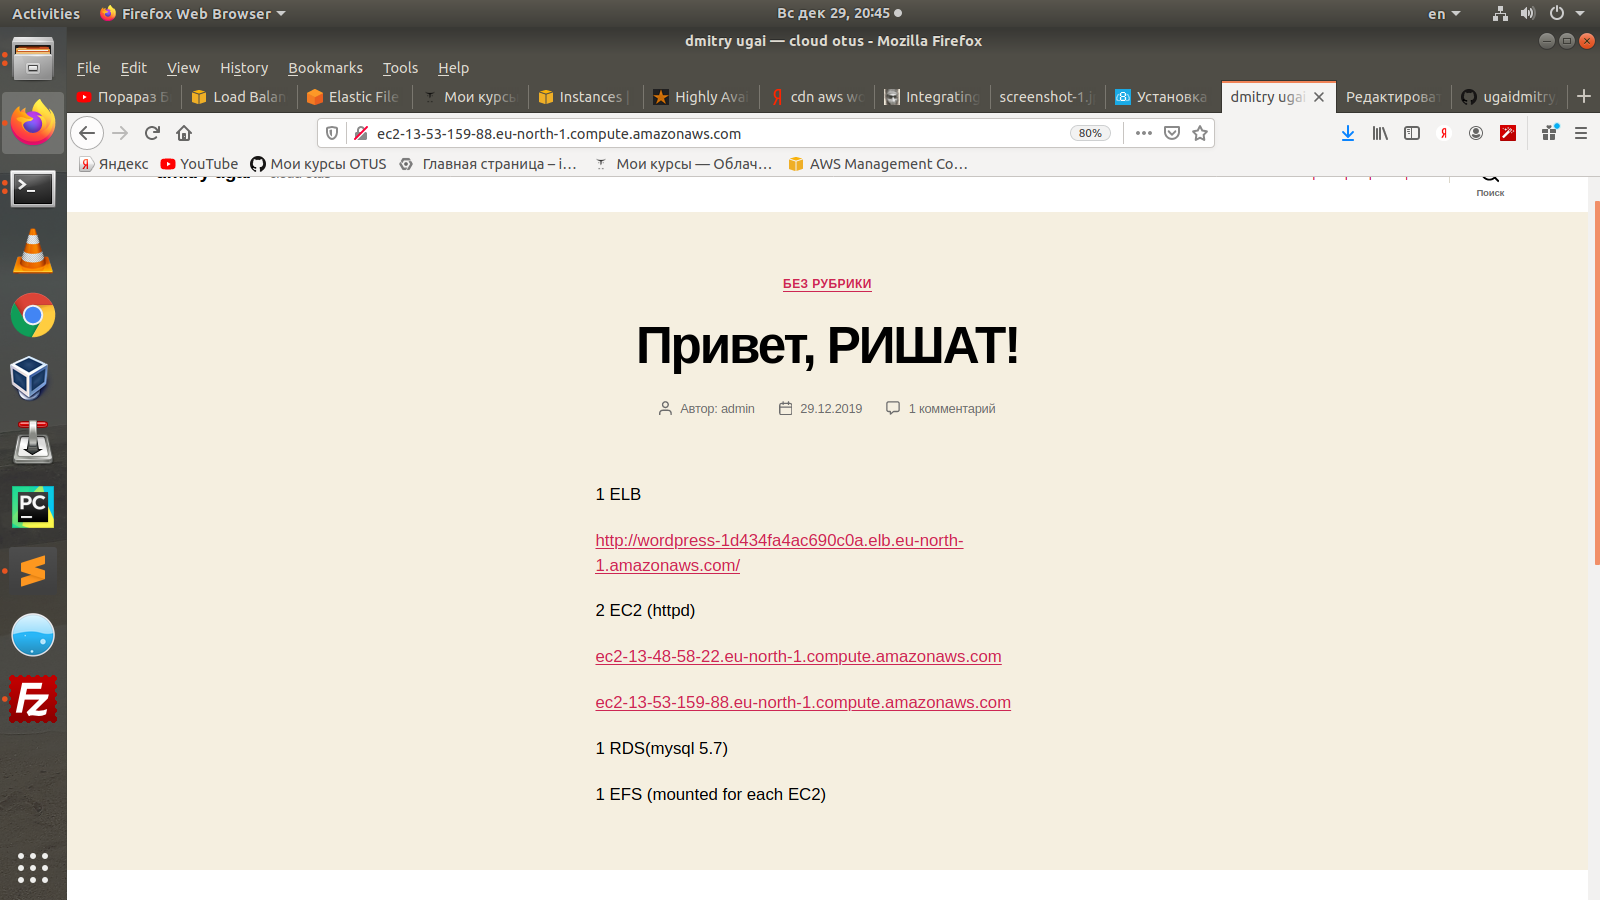 Activities
Firefox Web Browser
Вс дек 29, 20:45
en
dmitry ugai — cloud otus - Mozilla Firefox
File Edit View History Bookmarks Tools Help
Порараз Load Balan Elastic File Мои курсы Instances Highly Avai cdn aws wo Integrating screenshot-1.j Установка dmitry ugai Редактироват ugaidmitry
ec2-13-53-159-88.eu-north-1.compute.amazonaws.com
80%
Яндекс YouTube Мои курсы OTUS Главная страница – i… Мои курсы — Облач… AWS Management Co…
Поиск
БЕЗ РУБРИКИ
Привет, РИШАТ!
Автор: admin 29.12.2019 1 комментарий
1 ELB
http://wordpress-1d434fa4ac690c0a.elb.eu-north-
1.amazonaws.com/
2 EC2 (httpd)
ec2-13-48-58-22.eu-north-1.compute.amazonaws.com
ec2-13-53-159-88.eu-north-1.compute.amazonaws.com
1 RDS(mysql 5.7)
1 EFS (mounted for each EC2)